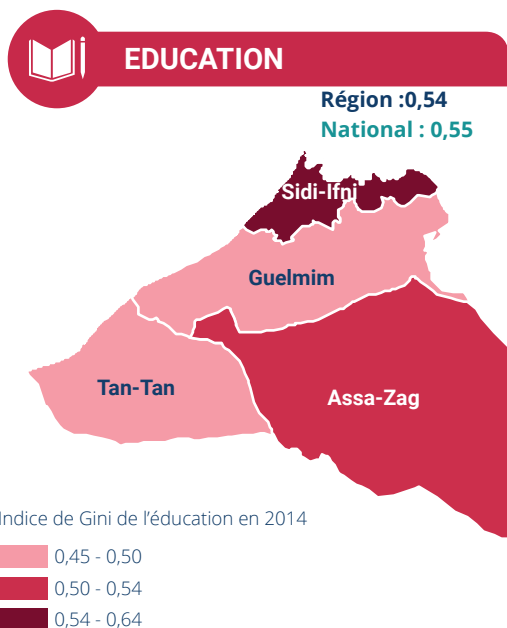 EDUCATION
Région :0,54
National : 0,55
Sidi-Ifni
Guelmim
Tan-Tan
Assa-Zag
Indice de Gini de l’éducation en 2014
0,45 - 0,50
0,50 - 0,54
0,54 - 0,64